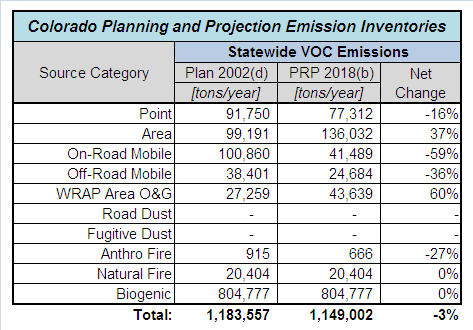 Colorado Planning and Projection Emission Inventories
Source Category Statewide VOC Emissions
Plan 2002(d) PRP 2018(b) Net Change
[tons/year] [tons/year]
Point 91,750 77,312 -16%
Area 99,191 136,032 37%
On-Road Mobile 100,860 41,489 -59%
Off-Road Mobile 38,401 24,684 -36%
WRAP Area O&G 27,259 43,639 60%
Road Dust - - -
Fugitive Dust - - -
Anthro Fire 915 666 -27%
Natural Fire 20,404 20,404 0%
Biogenic 804,777 804,777 0%
Total: 1,183,557 1,149,002 -3%